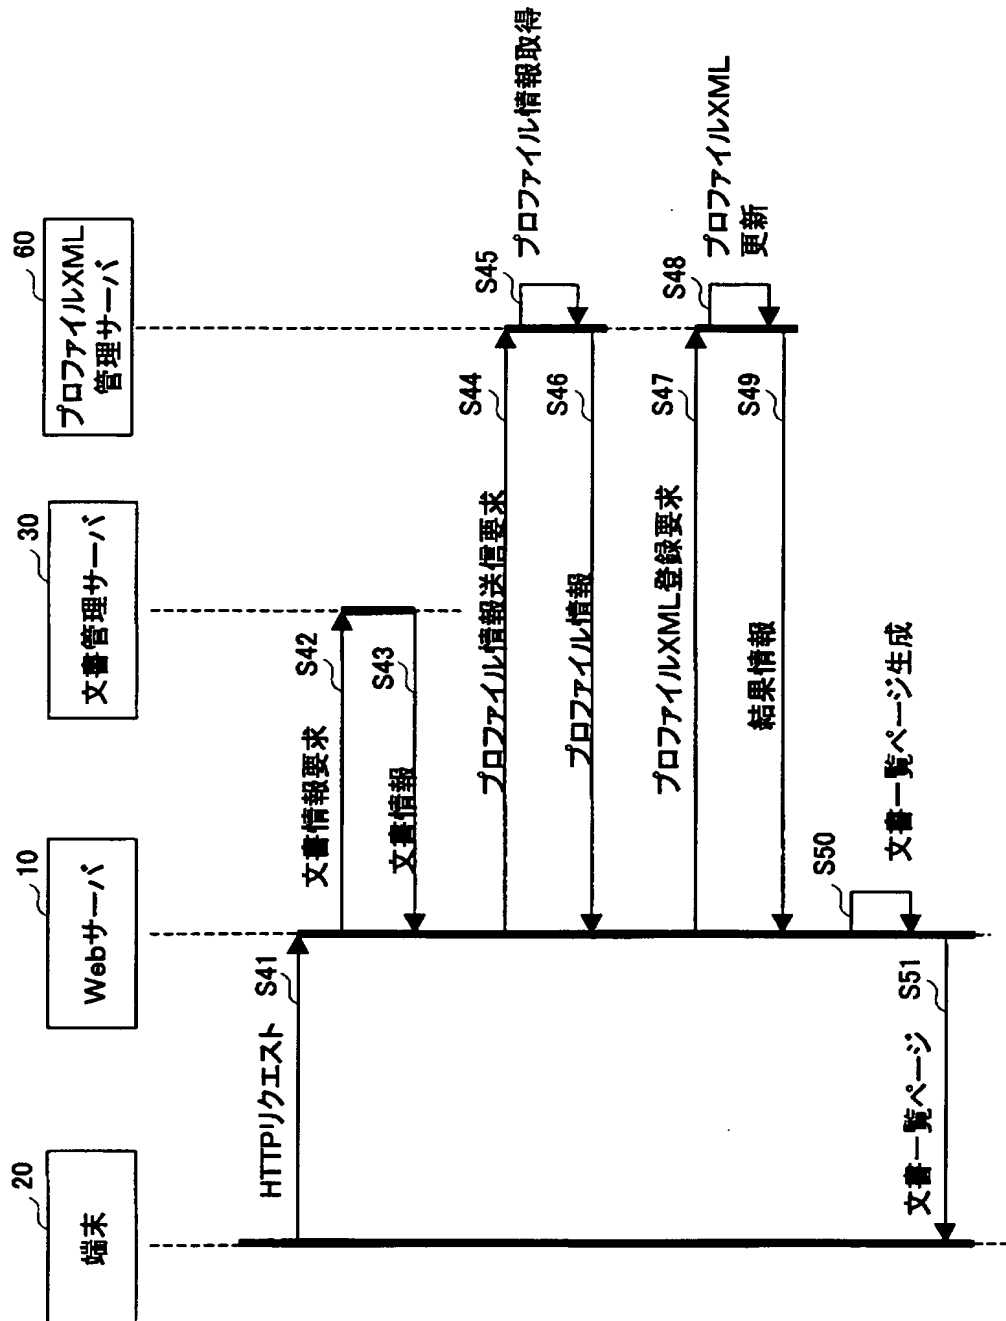 20
端末
10
Webサーバ
30
文書管理サーバ
60
プロファイルXML
管理サーバ
HTTPリクエスト
S41
文書情報要求
S42
文書情報
S43
プロファイル情報送信要求
S44
S45
プロファイル情報取得
プロファイル情報
S46
プロファイルXML登録要求
S47
S48
プロファイルXML
更新
結果情報
S49
S50
文書一覧ページ生成
文書一覧ページ
S51